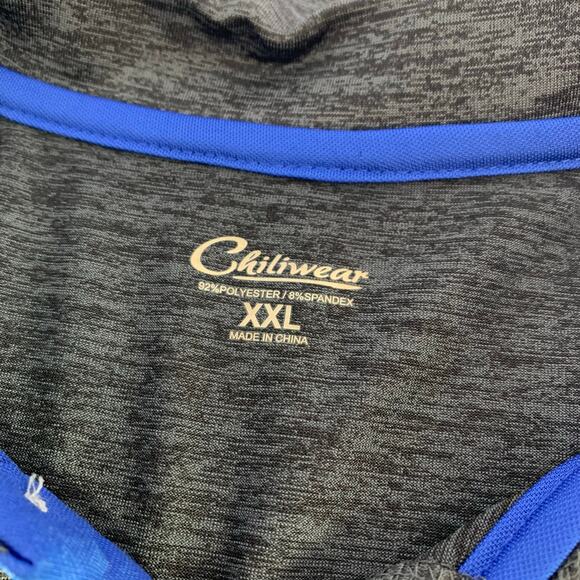 Chiliwear
92%POLYESTER / 8%SPANDEX
XXL
MADE IN CHINA